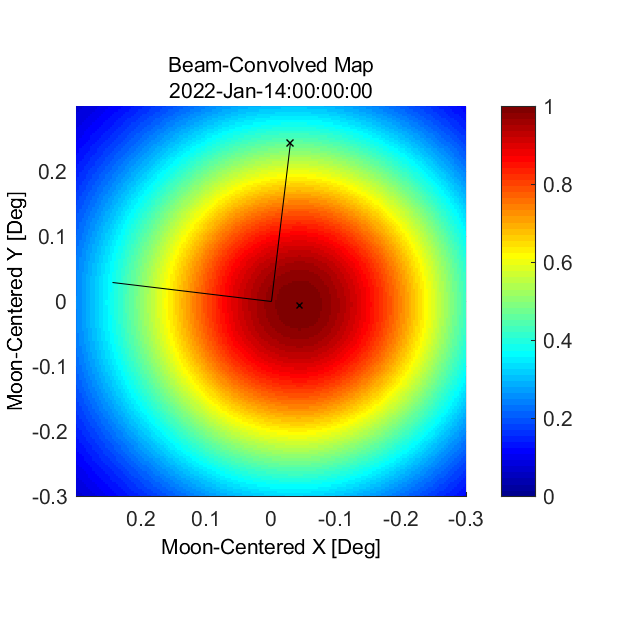 Beam-Convolved Map
2022-Jan-14:00:00:00:00
Moon-Centered Y [Deg]
0.2
0.1
0
-0.1
-0.2
-0.3
0.2 0.1 0 -0.1 -0.2 -0.3
Moon-Centered X [Deg]
1
0.8
0.6
0.4
0.2
0